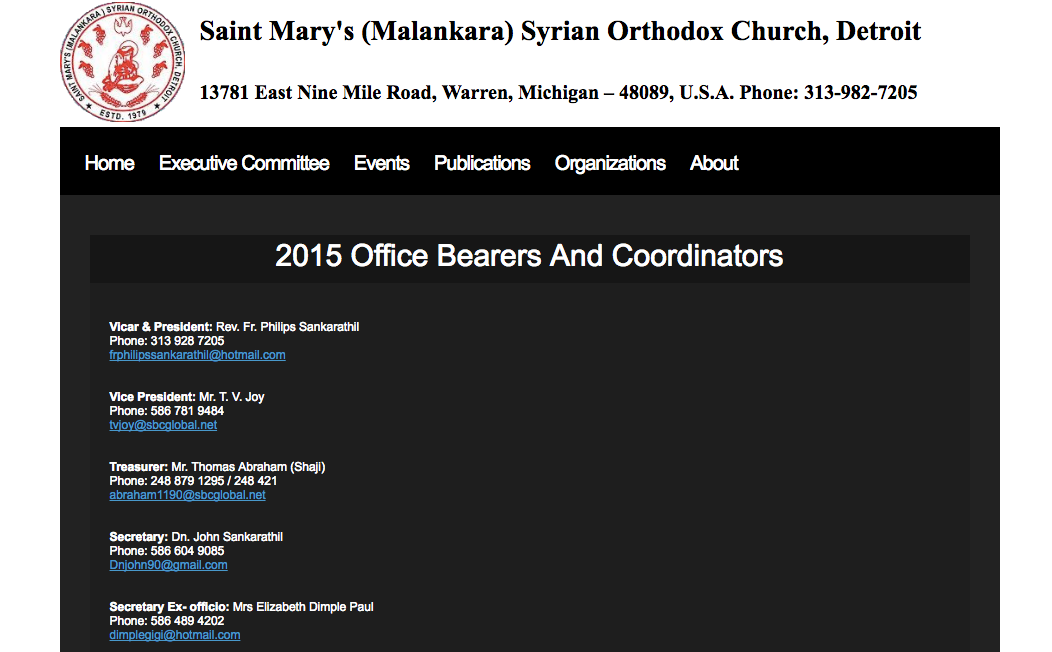 SAINT MARY'S (MALANKARA) SYRIAN ORTHODOX CHURCH, DETROIT
ESTD. 1979
Saint Mary's (Malankara) Syrian Orthodox Church, Detroit
13781 East Nine Mile Road, Warren, Michigan – 48089, U.S.A. Phone: 313-982-7205
Home Executive Committee Events Publications Organizations About
2015 Office Bearers And Coordinators
Vicar & President: Rev. Fr. Philips Sankarathil
Phone: 313 928 7205
frphilipssankarathil@hotmail.com
Vice President: Mr. T. V. Joy
Phone: 586 781 9484
tvjoy@sbcglobal.net
Treasurer: Mr. Thomas Abraham (Shaji)
Phone: 248 879 1295 / 248 421
abraham1190@sbcglobal.net
Secretary: Dn. John Sankarathil
Phone: 586 604 9085
Dnjohn90@gmail.com
Secretary Ex- officio: Mrs Elizabeth Dimple Paul
Phone: 586 489 4202
dimplegigi@hotmail.com